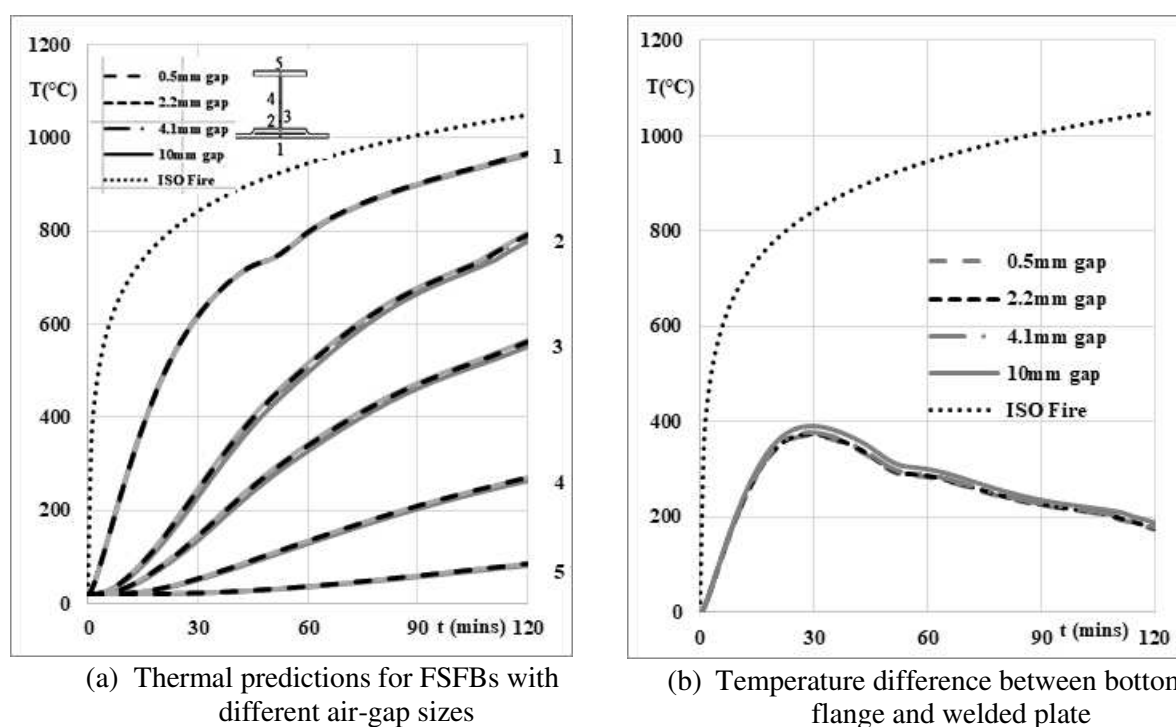 1200
T(°C)
1000
800
600
400
200
0
0.5mm gap
2.2mm gap
4.1mm gap
10mm gap
ISO Fire
5
4
3
2
1
1
2
3
4
5
0 30 60 90 t (mins) 120
(a) Thermal predictions for FSFBs with
different air-gap sizes
1200
T(°C)
1000
800
600
400
200
0
0.5mm gap
2.2mm gap
4.1mm gap
10mm gap
ISO Fire
0 30 60 90 t (mins) 120
(b) Temperature difference between bottom
flange and welded plate